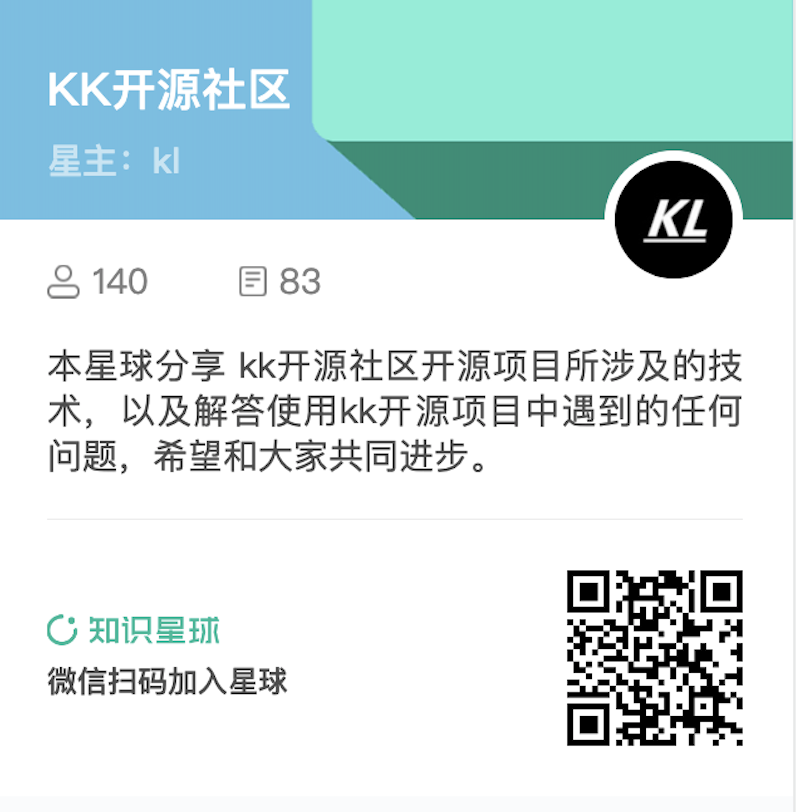 KK开源社区
星主：kl
KL
140 83
本星球分享 kk开源社区开源项目所涉及的技
术，以及解答使用kk开源项目中遇到的任何
问题，希望和大家共同进步。
知识星球
微信扫码加入星球